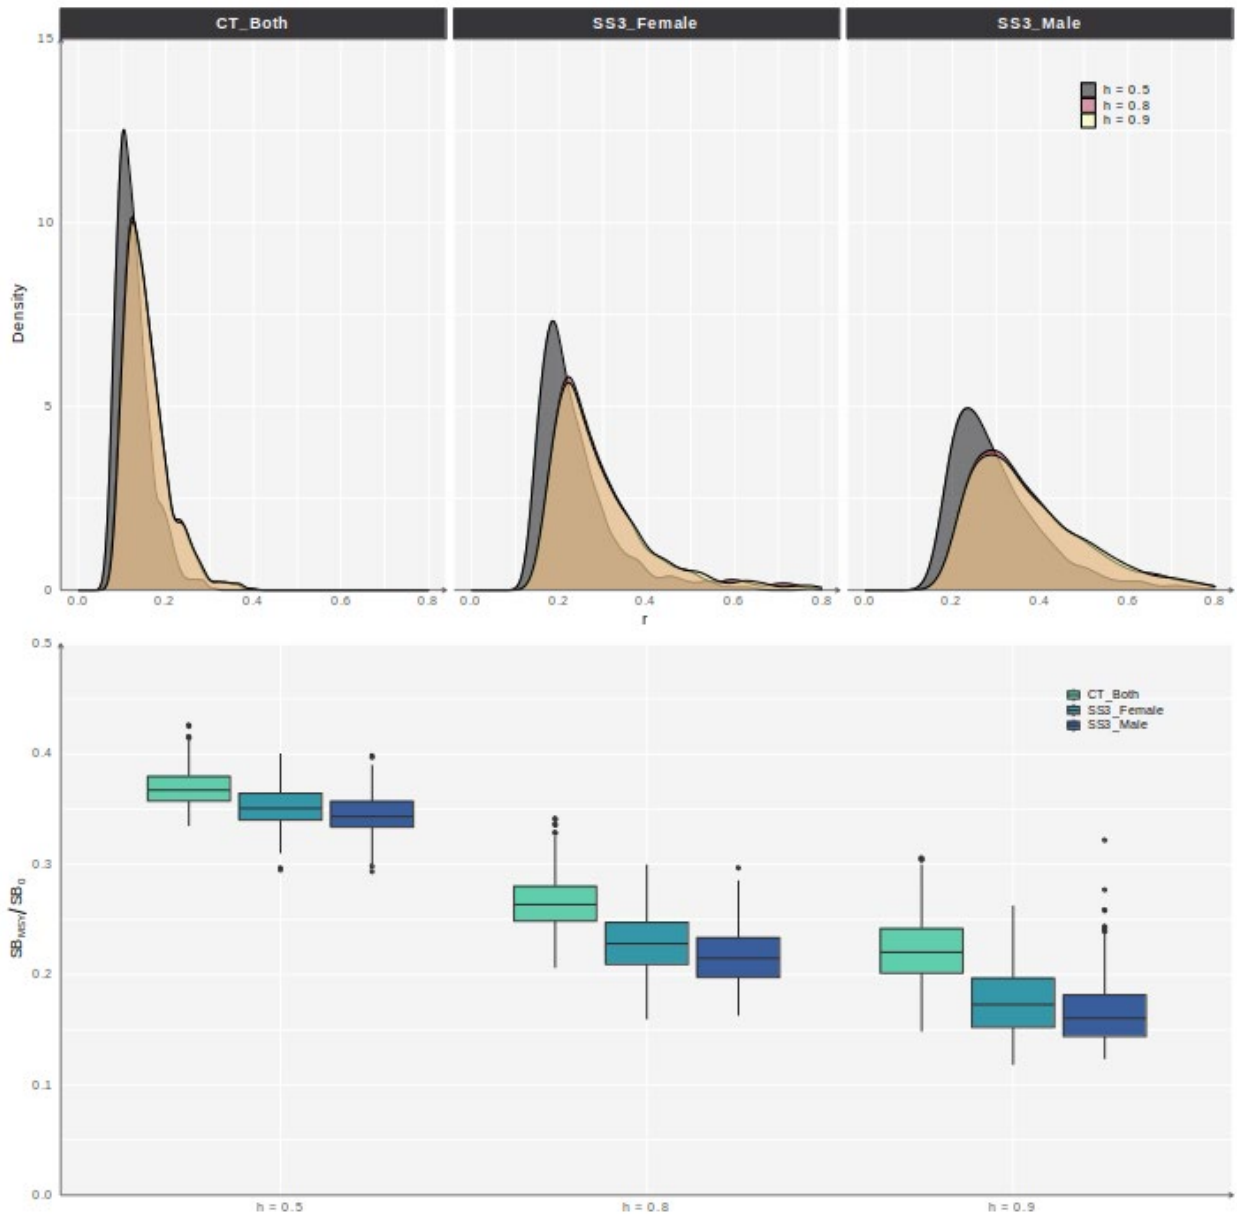 CT_Both
SS3_Female
SS3_Male
15
10
5
0
Density
h = 0.5
h = 0.8
h = 0.9
0.0 0.2 0.4 0.6 0.8
0.0 0.2 0.4 0.6 0.8
0.0 0.2 0.4 0.6 0.8
r
0.5
0.4
0.3
0.2
0.1
0.0
SB_MSY/SB_0
CT_Both
SS3_Female
SS3_Male
h = 0.5
h = 0.8
h = 0.9